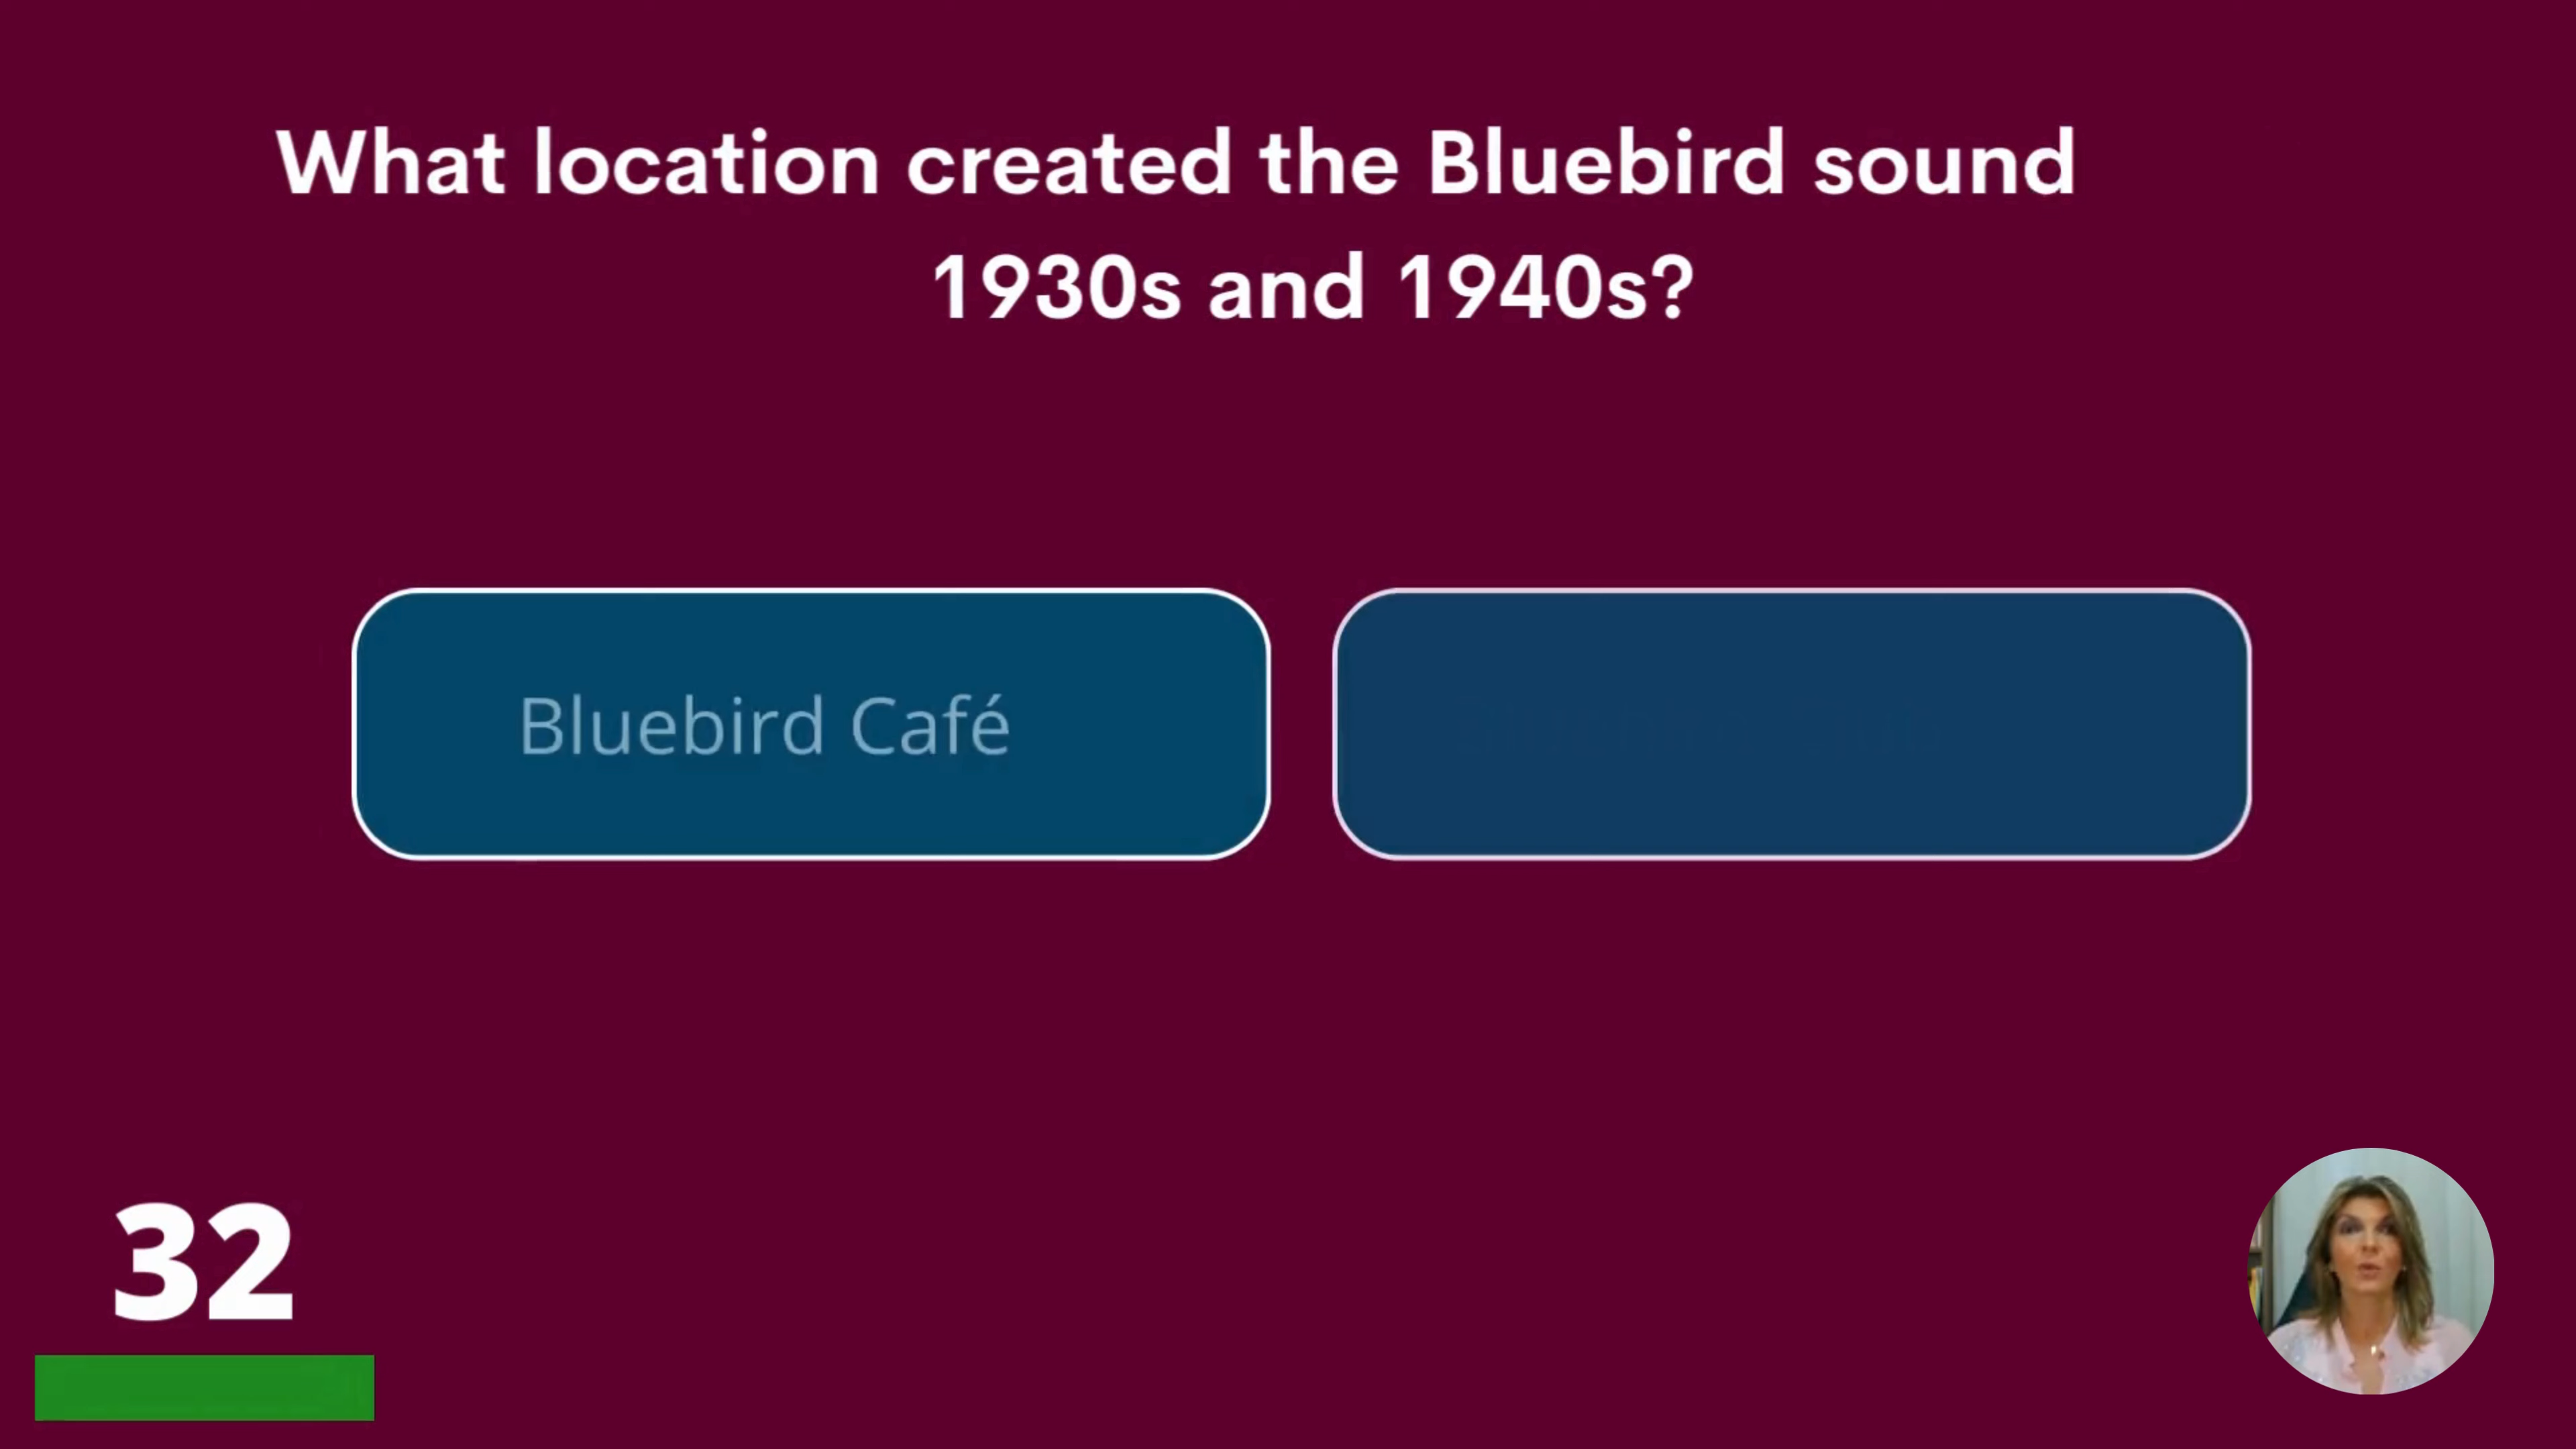 What location created the Bluebird sound
1930s and 1940s?
Bluebird Café
32